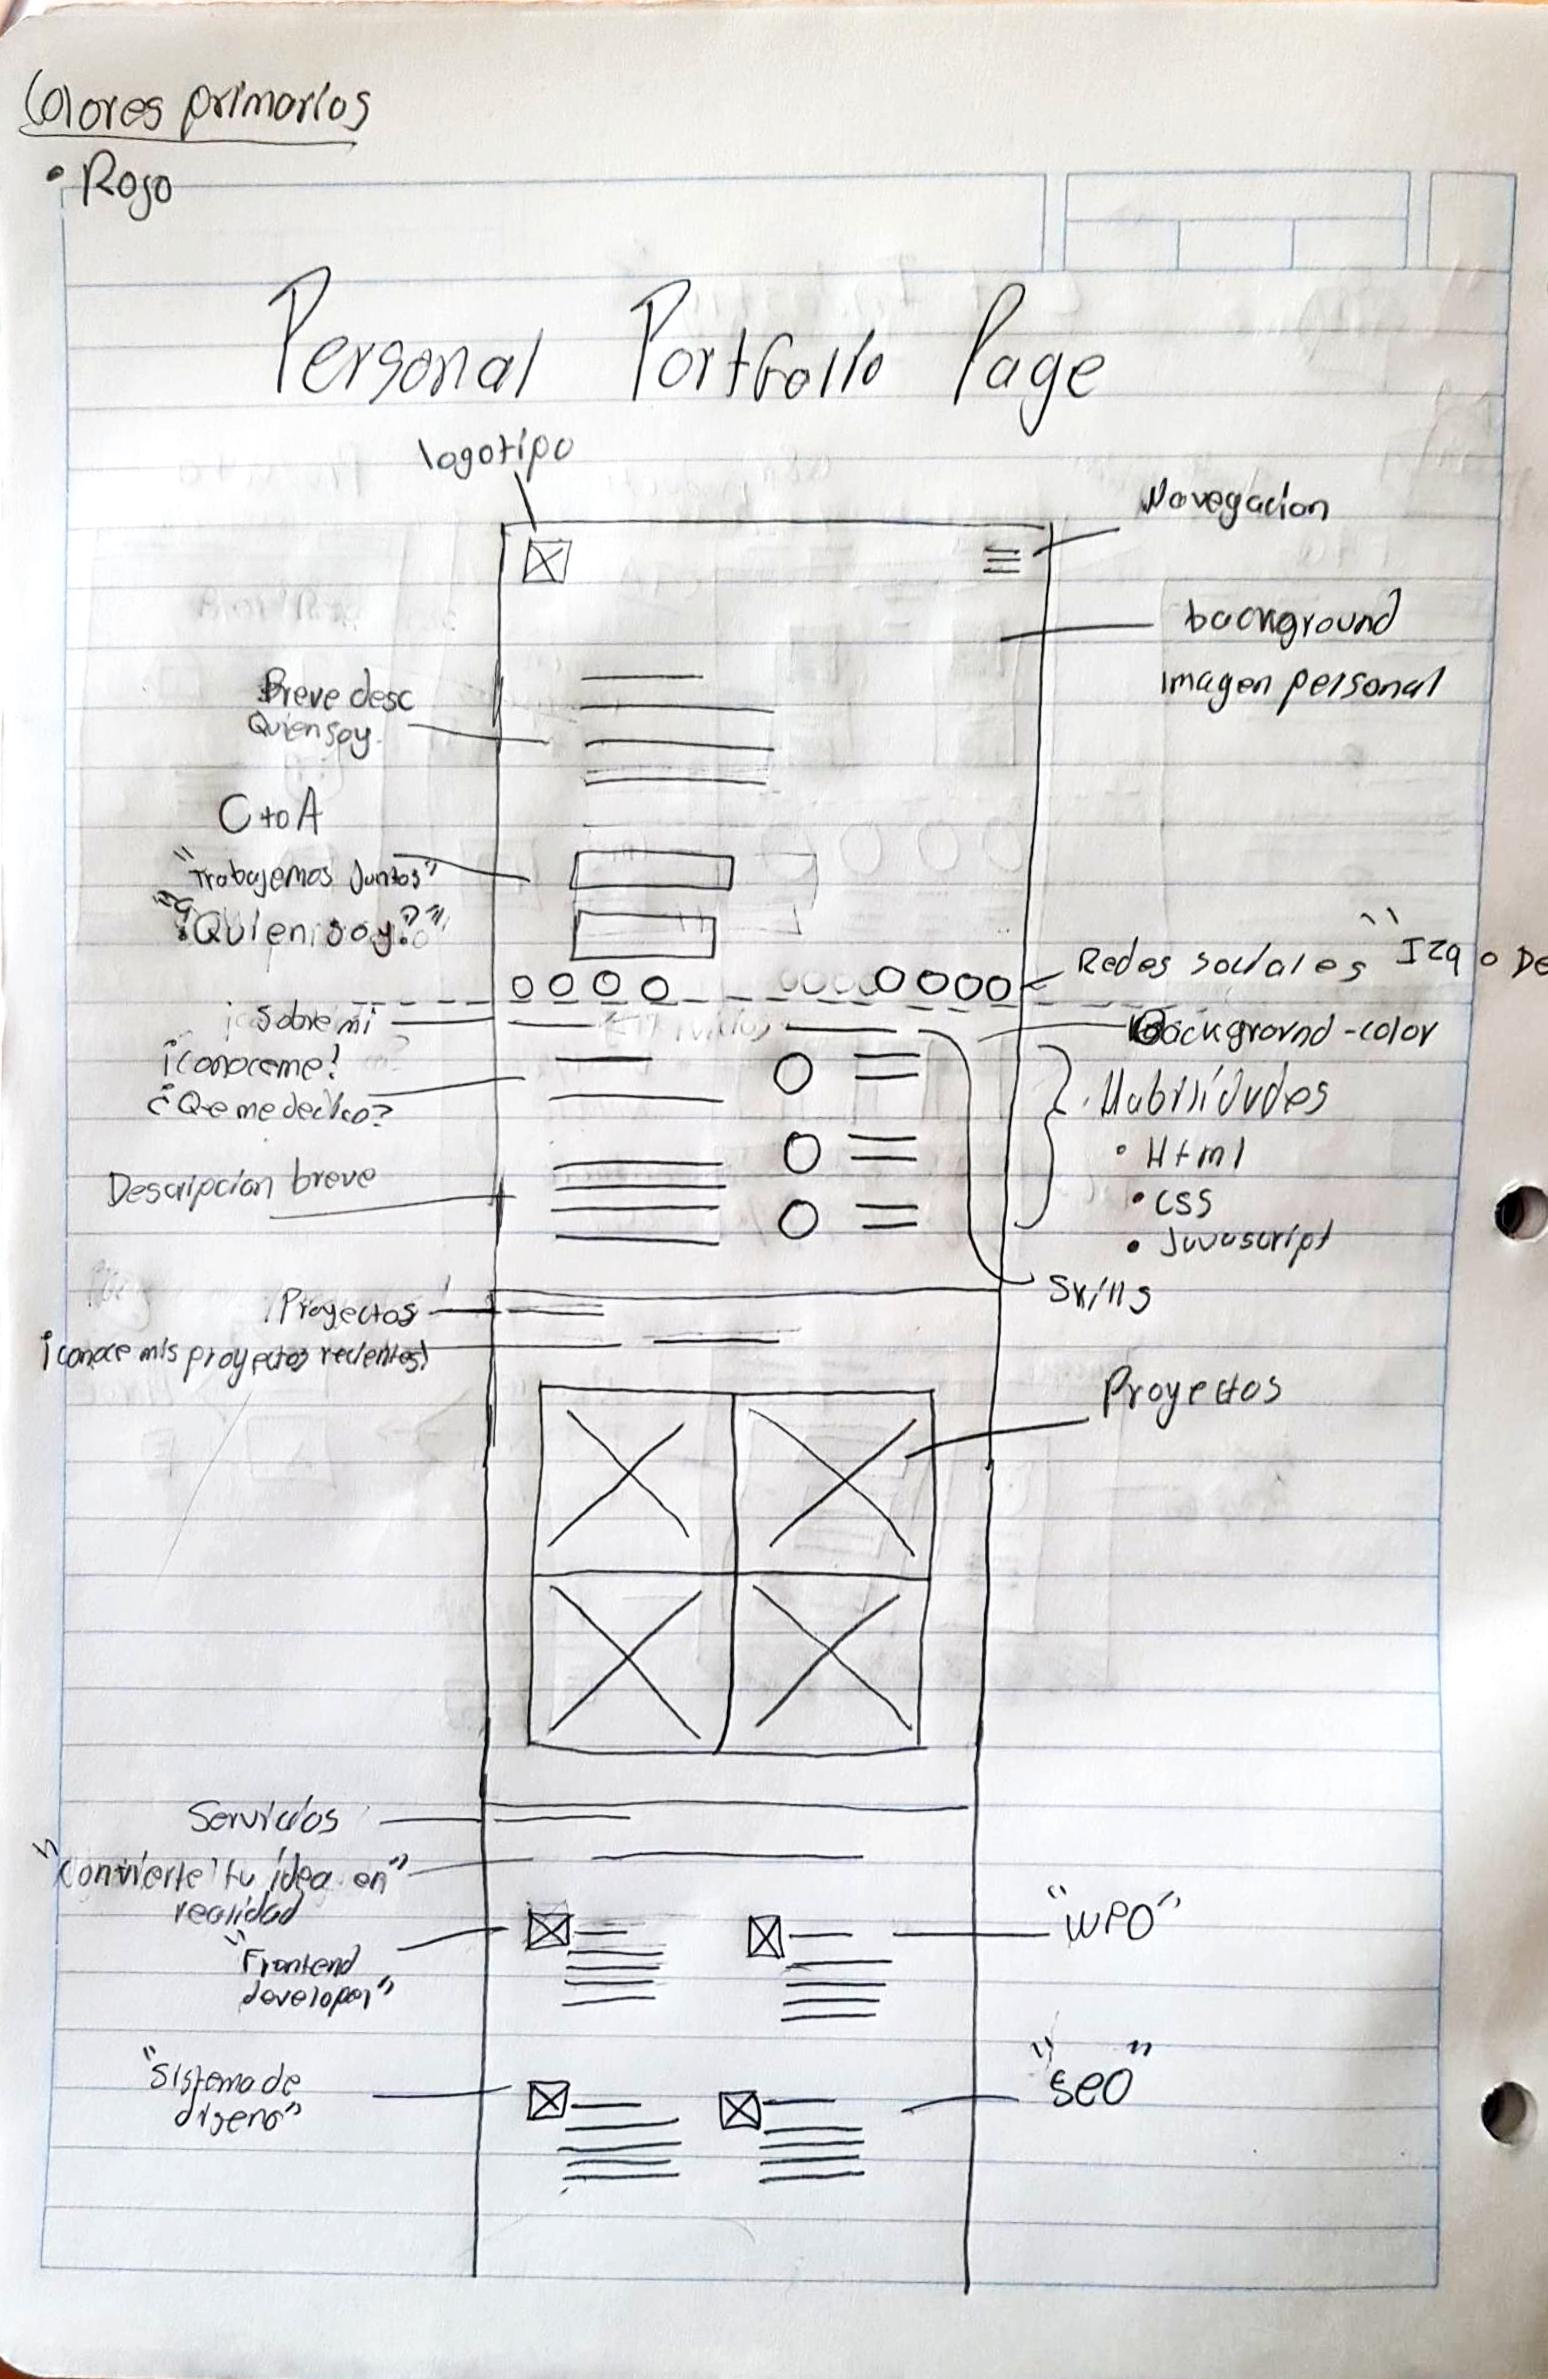 Colores primarios
• Rojo
Personal Portfolio Page
logotipo
Navegacion
background
imagen personal
Breve desc
Quien soy
C to A
"Trabajemos Juntos"
"¿Quien soy?"
Redes sociales "Izq o De
Sobre mi
Background-color
¡Conoceme!
¿Que me dedico?
Habilidades
• Html
• CSS
• Javascript
Descripcion breve
Skills
Proyectos
¡conoce mis proyectos recientes!
Proyectos
Servicios
"Convierte tu idea en"
realidad
"Frontend
developer"
"WPO"
"Sistema de
diseno"
"SEO"